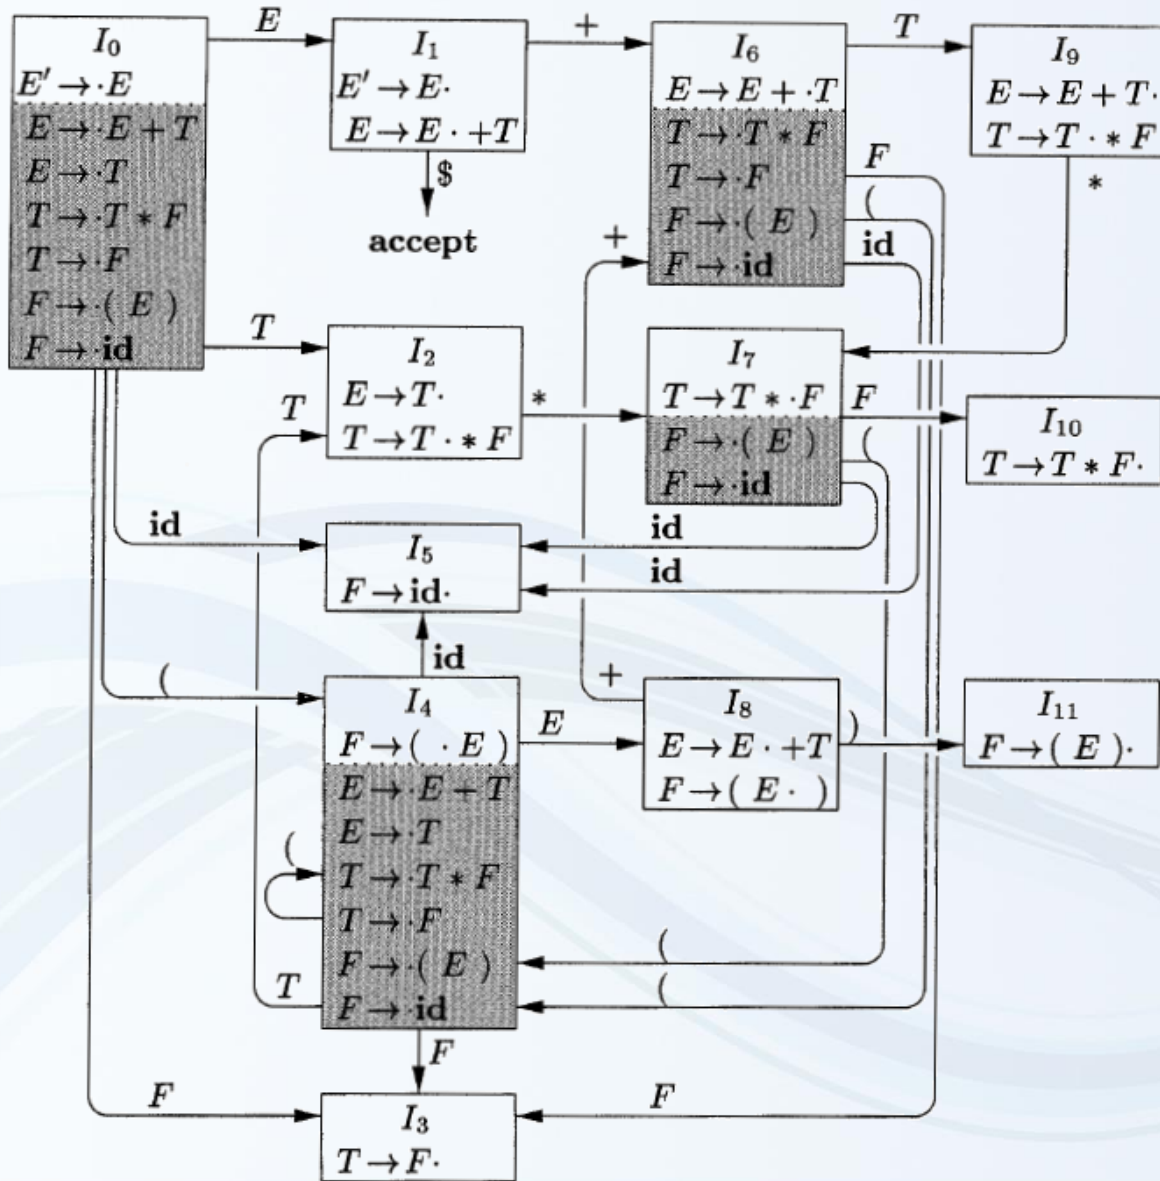 I₀
E′ → ·E
E → ·E + T
E → ·T
T → ·T * F
T → ·F
F → ·( E )
F → ·id
E
I₁
E′ → E·
E → E · +T
$
accept
+
I₆
E → E + ·T
T → ·T * F
T → ·F
F → ·( E )
F → ·id
T
I₉
E → E + T·
T → T · * F
*
F
(
id
+
T
I₂
E → T·
T → T · * F
T
*
I₇
T → T * ·F
F → ·( E )
F → ·id
F
(
I₁₀
T → T * F·
id
I₅
F → id·
id
id
id
(
I₄
F → ( · E )
E → ·E + T
E → ·T
T → ·T * F
T → ·F
F → ·( E )
F → ·id
E
+
I₈
E → E · +T
F → ( E · )
)
I₁₁
F → ( E )·
(
T
(
(
F
F
I₃
T → F·
F